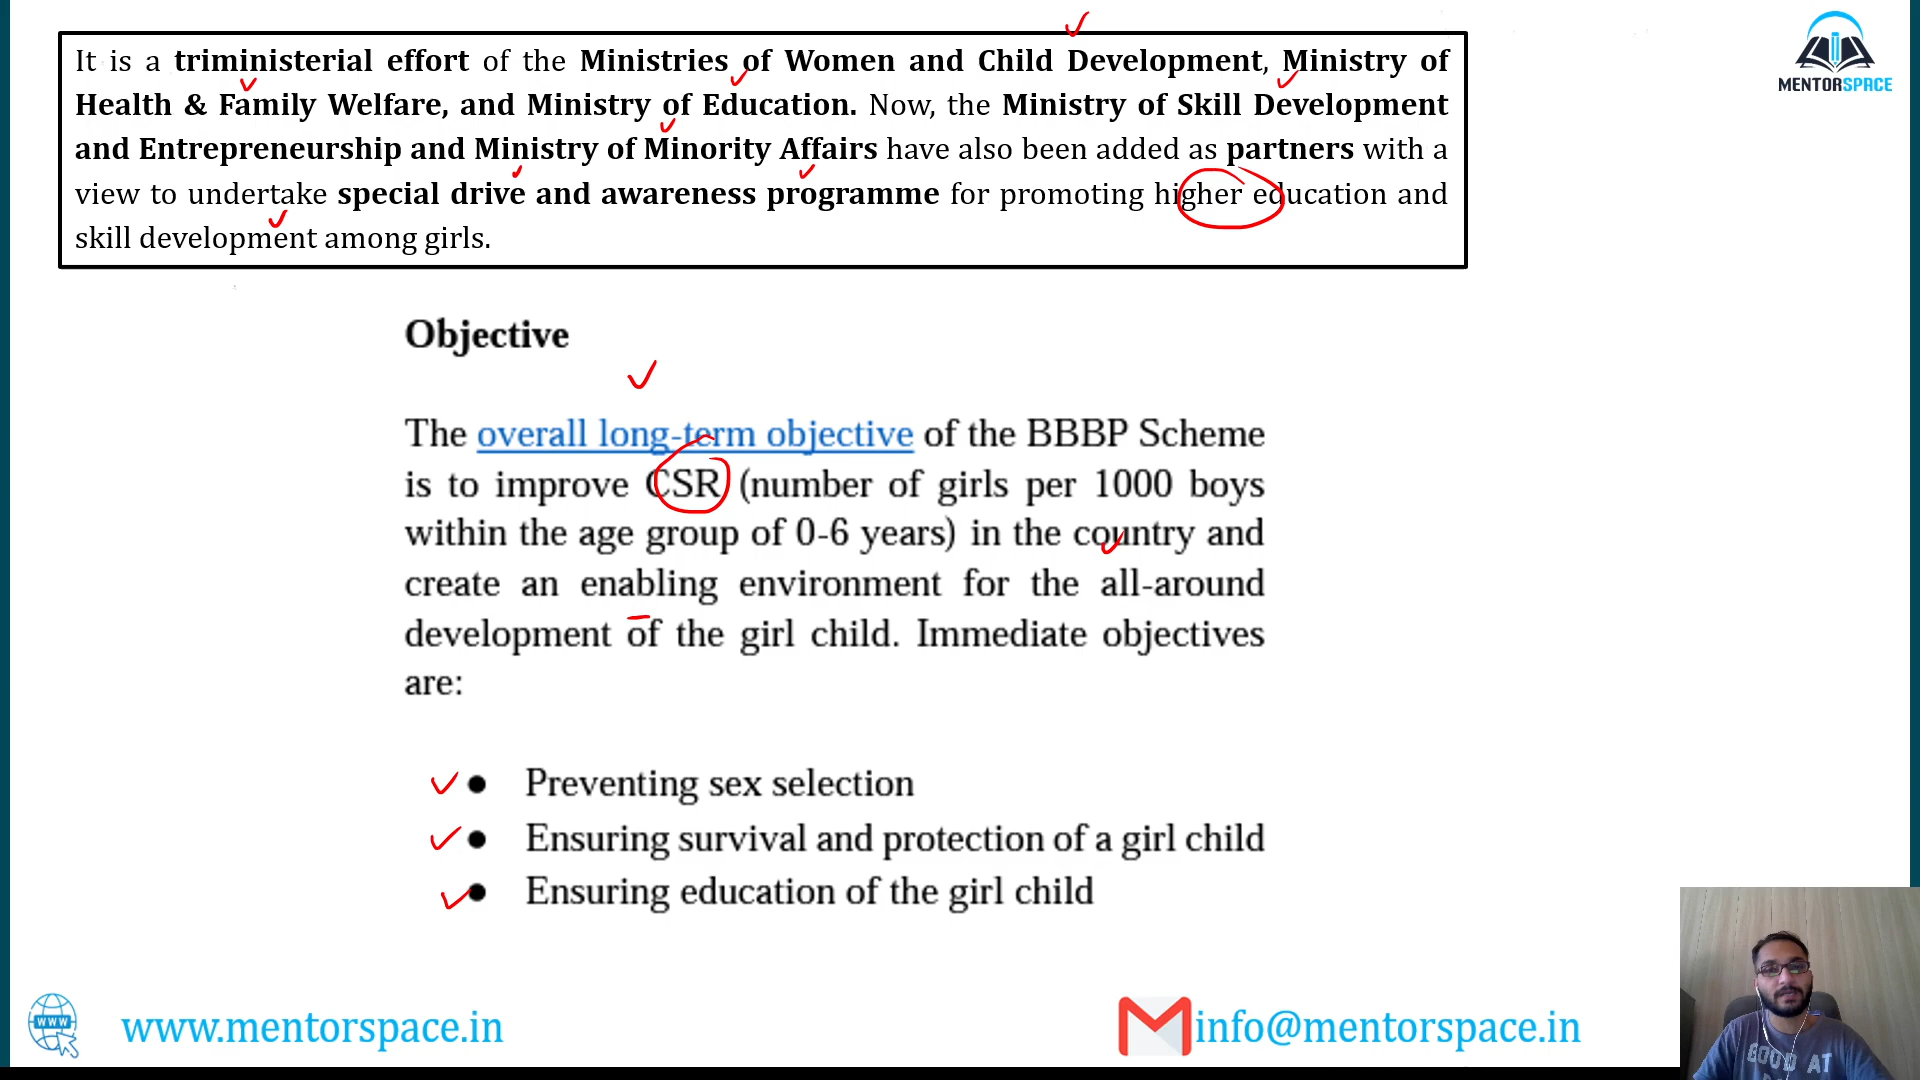 It is a triministerial effort of the Ministries of Women and Child Development, Ministry of
Health & Family Welfare, and Ministry of Education. Now, the Ministry of Skill Development
and Entrepreneurship and Ministry of Minority Affairs have also been added as partners with a
view to undertake special drive and awareness programme for promoting higher education and
skill development among girls.
MENTORSPACE
Objective
The overall long-term objective of the BBBP Scheme
is to improve CSR (number of girls per 1000 boys
within the age group of 0-6 years) in the country and
create an enabling environment for the all-around
development of the girl child. Immediate objectives
are:
● Preventing sex selection
● Ensuring survival and protection of a girl child
● Ensuring education of the girl child
WWW
www.mentorspace.in
info@mentorspace.in
GOOD AT